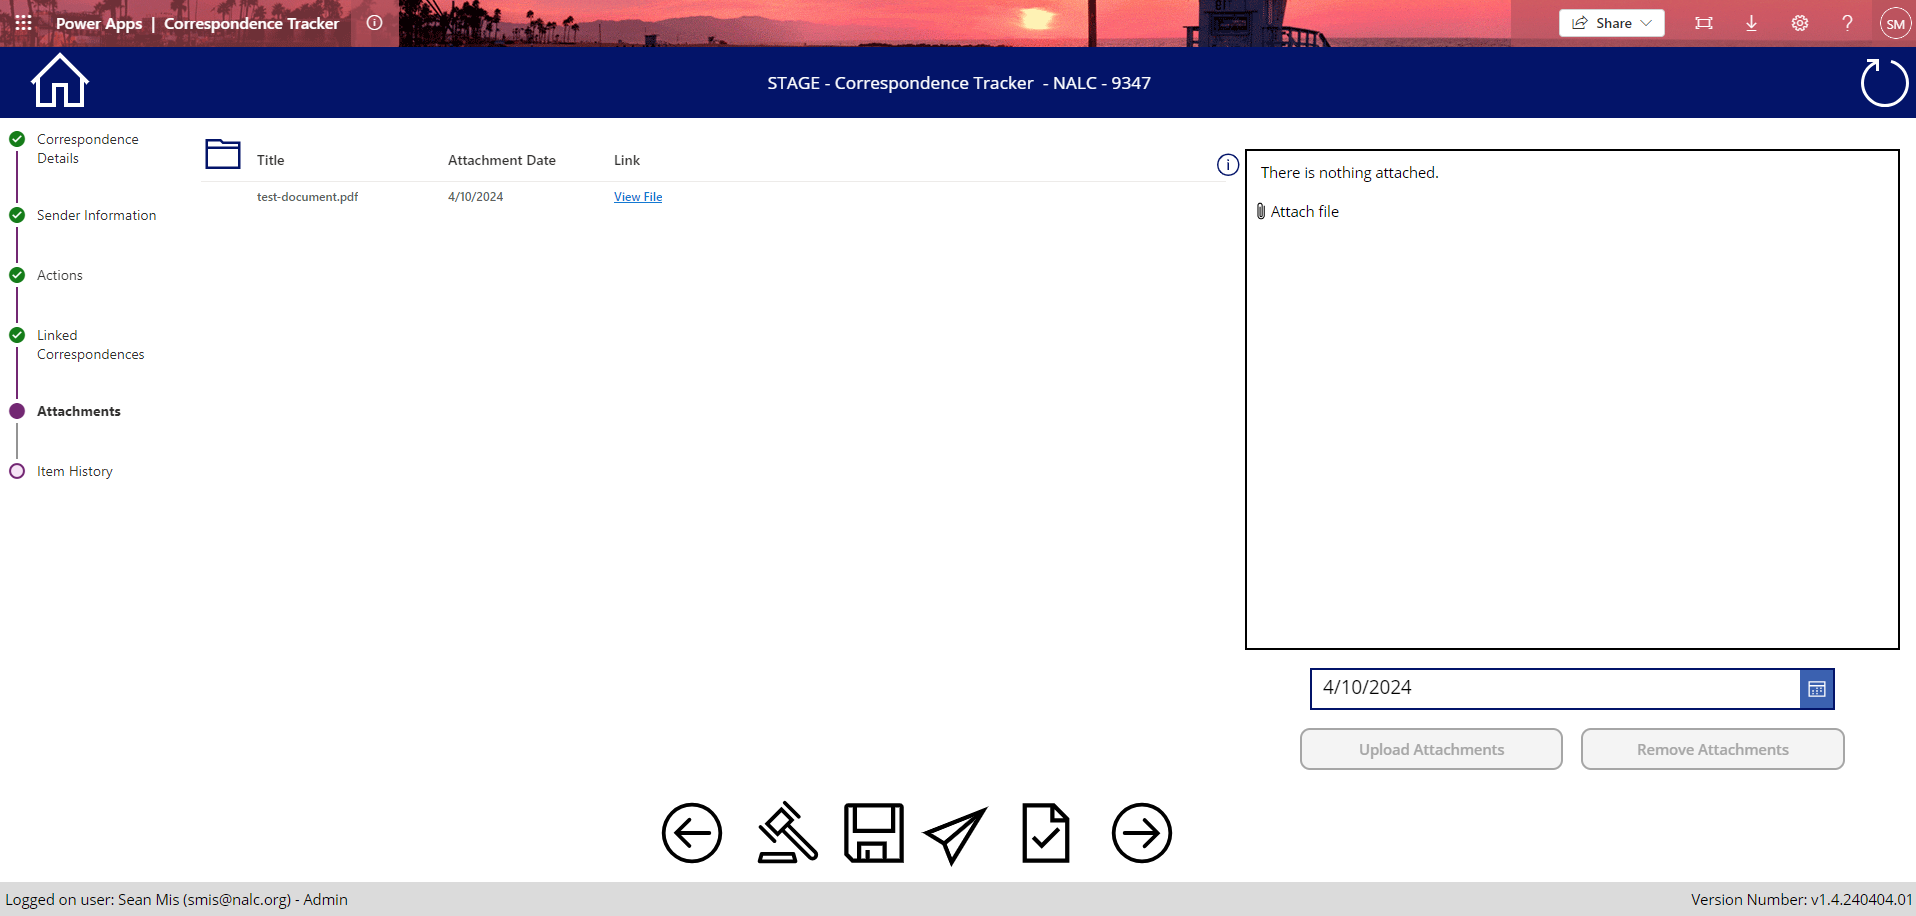 Power Apps | Correspondence Tracker
Share
SM
STAGE - Correspondence Tracker - NALC - 9347
Correspondence
Details
Sender Information
Actions
Linked
Correspondences
Attachments
Item History
Title Attachment Date Link
test-document.pdf 4/10/2024 View File
There is nothing attached.
Attach file
4/10/2024
Upload Attachments Remove Attachments
Logged on user: Sean Mis (smis@nalc.org) - Admin
Version Number: v1.4.240404.01